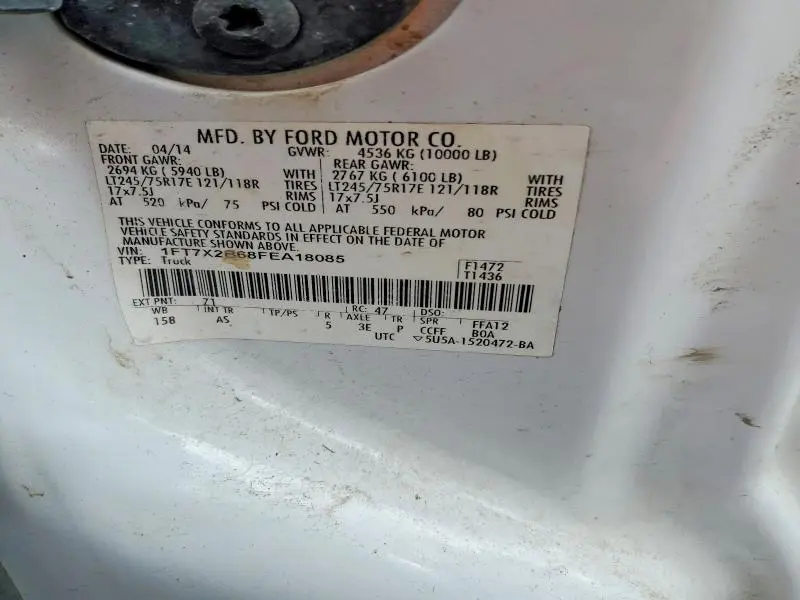 MFD. BY FORD MOTOR CO.
DATE: 04/14 GVWR: 4536 KG (10000 LB)
FRONT GAWR: REAR GAWR:
2694 KG ( 5940 LB) WITH 2767 KG ( 6100 LB) WITH
LT245/75R17E 121/118R TIRES LT245/75R17E 121/118R TIRES
17x7.5J RIMS 17x7.5J RIMS
AT 520 kPa/ 75 PSI COLD AT 550 kPa/ 80 PSI COLD
THIS VEHICLE CONFORMS TO ALL APPLICABLE FEDERAL MOTOR
VEHICLE SAFETY STANDARDS IN EFFECT ON THE DATE OF
MANUFACTURE SHOWN ABOVE.
VIN: 1FT7X2B68FEA18085
TYPE: Truck
F1472
T1436
EXT PNT: Z1 RC: 47 DSO:
WB INT TR TP/PS R AXLE TR SPR FFA12
158 AS 5 3E P CCFF BOA
UTC ▽5U5A-1520472-BA